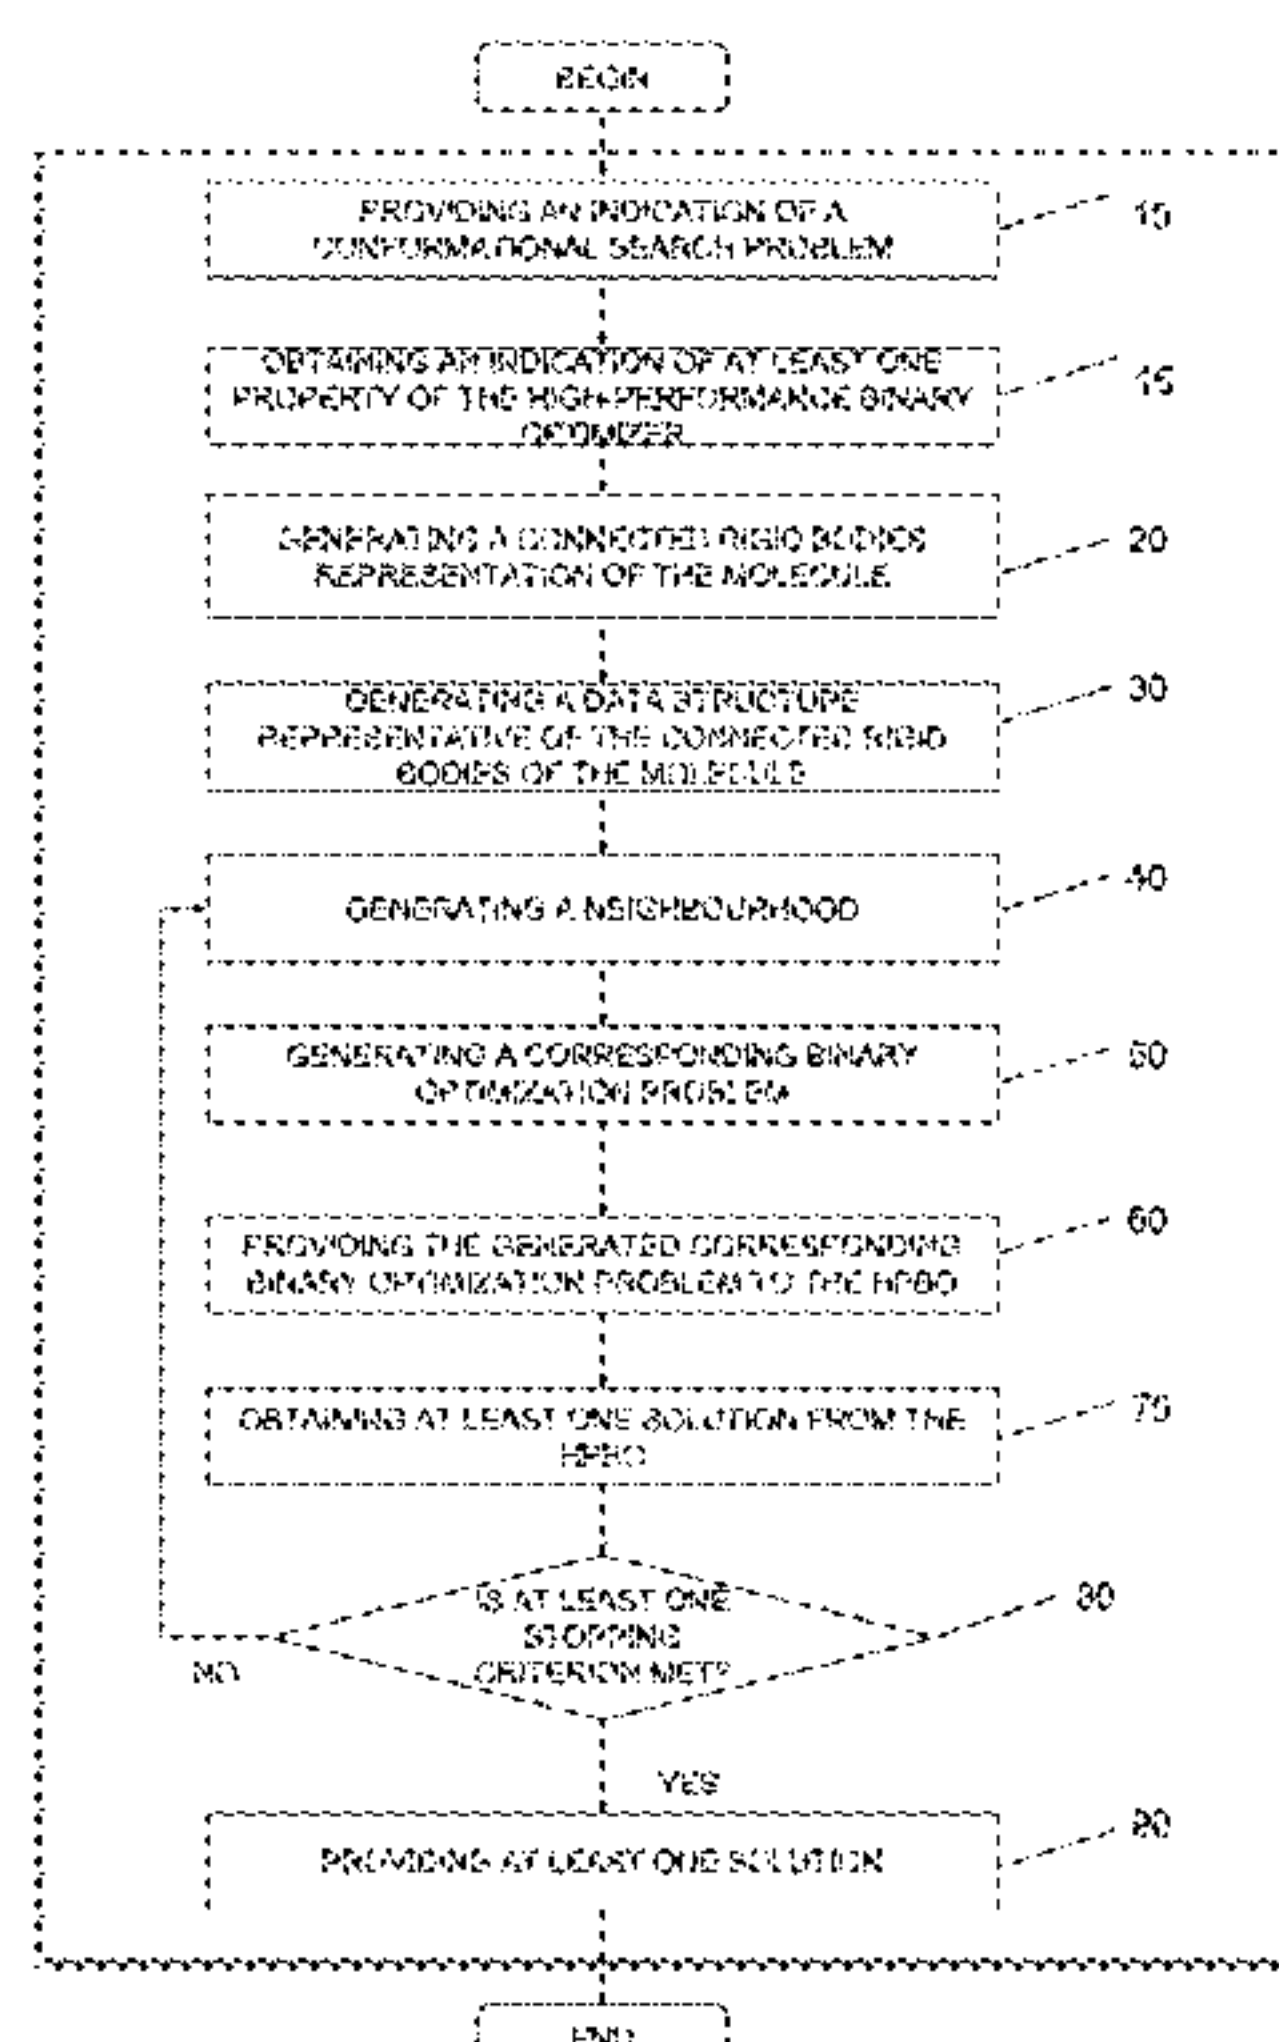 BEGIN
PROVIDING AN INDICATION OF A
CONFORMATIONAL SEARCH PROBLEM
10
OBTAINING AN INDICATION OF AT LEAST ONE
PROPERTY OF THE HIGH-PERFORMANCE BINARY
OPTIMIZER
15
GENERATING A CONNECTED RIGID BODIES
REPRESENTATION OF THE MOLECULE
20
GENERATING A DATA STRUCTURE
REPRESENTATIVE OF THE CONNECTED RIGID
BODIES OF THE MOLECULE
30
GENERATING A NEIGHBOURHOOD
40
GENERATING A CORRESPONDING BINARY
OPTIMIZATION PROBLEM
50
PROVIDING THE GENERATED CORRESPONDING
BINARY OPTIMIZATION PROBLEM TO THE HPBO
60
OBTAINING AT LEAST ONE SOLUTION FROM THE
HPBO
70
IS AT LEAST ONE
STOPPING
CRITERION MET?
80
NO
YES
PROVIDING AT LEAST ONE SOLUTION
90
END